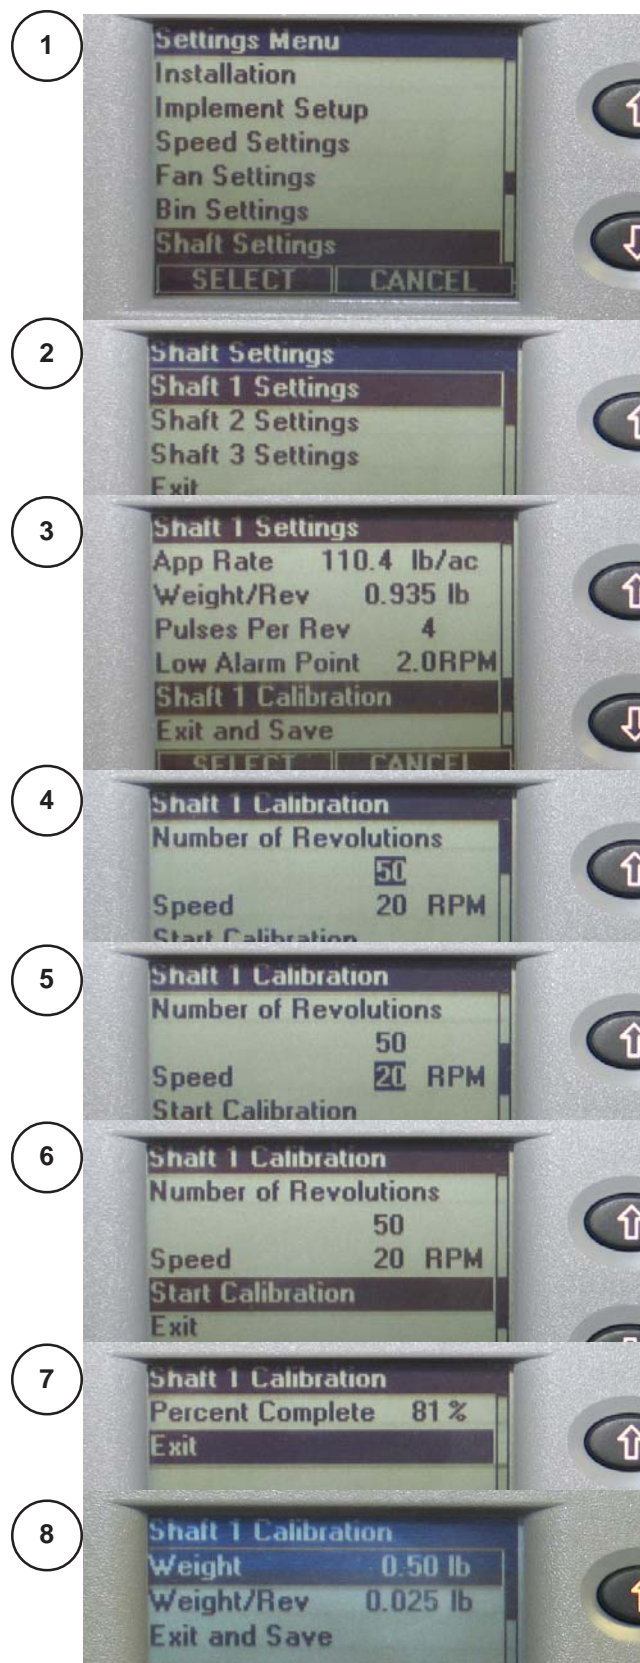 1
Settings Menu
Installation
Implement Setup
Speed Settings
Fan Settings
Bin Settings
Shaft Settings
SELECT CANCEL
2
Shaft Settings
Shaft 1 Settings
Shaft 2 Settings
Shaft 3 Settings
Exit
3
Shaft 1 Settings
App Rate 110.4 lb/ac
Weight/Rev 0.935 lb
Pulses Per Rev 4
Low Alarm Point 2.0RPM
Shaft 1 Calibration
Exit and Save
SELECT CANCEL
4
Shaft 1 Calibration
Number of Revolutions
50
Speed 20 RPM
Start Calibration
5
Shaft 1 Calibration
Number of Revolutions
50
Speed 20 RPM
Start Calibration
6
Shaft 1 Calibration
Number of Revolutions
50
Speed 20 RPM
Start Calibration
Exit
7
Shaft 1 Calibration
Percent Complete 81 %
Exit
8
Shaft 1 Calibration
Weight 0.50 lb
Weight/Rev 0.025 lb
Exit and Save